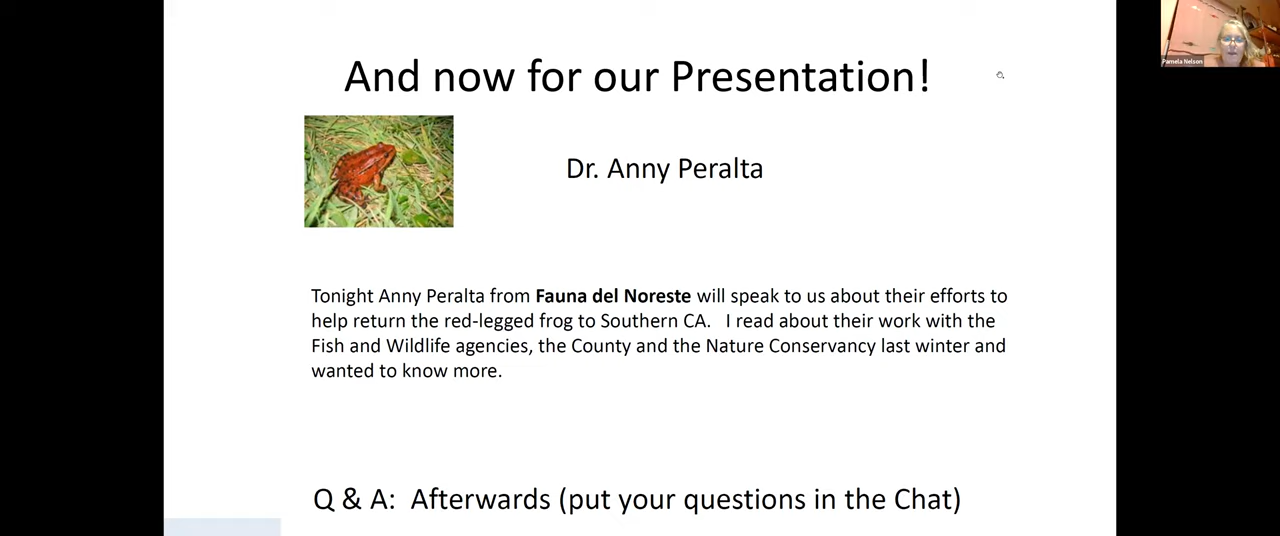 Pamela Nelson
And now for our Presentation!
Dr. Anny Peralta
Tonight Anny Peralta from Fauna del Noreste will speak to us about their efforts to
help return the red-legged frog to Southern CA. I read about their work with the
Fish and Wildlife agencies, the County and the Nature Conservancy last winter and
wanted to know more.
Q & A: Afterwards (put your questions in the Chat)